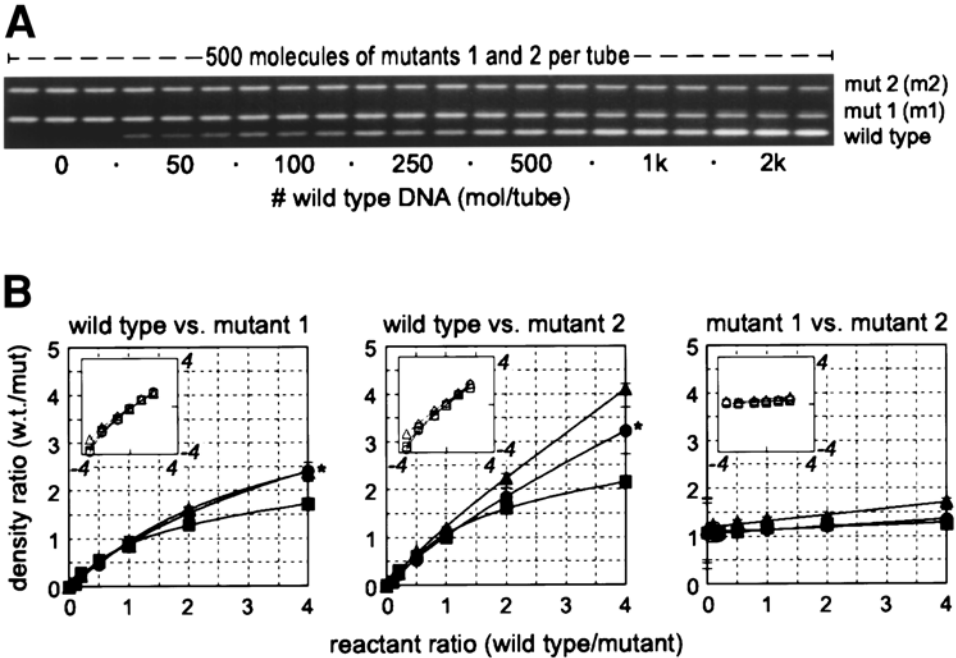 A
500 molecules of mutants 1 and 2 per tube
mut 2 (m2)
mut 1 (m1)
wild type
0 · 50 · 100 · 250 · 500 · 1k · 2k
# wild type DNA (mol/tube)
B
wild type vs. mutant 1
wild type vs. mutant 2
mutant 1 vs. mutant 2
density ratio (w.t./mut)
5
4
3
2
1
0
4
-4
-4
4
*
0 1 2 4
5
4
3
2
1
0
4
-4
-4
4
*
0 1 2 4
5
4
3
2
1
0
4
-4
-4
4
0 1 2 4
reactant ratio (wild type/mutant)